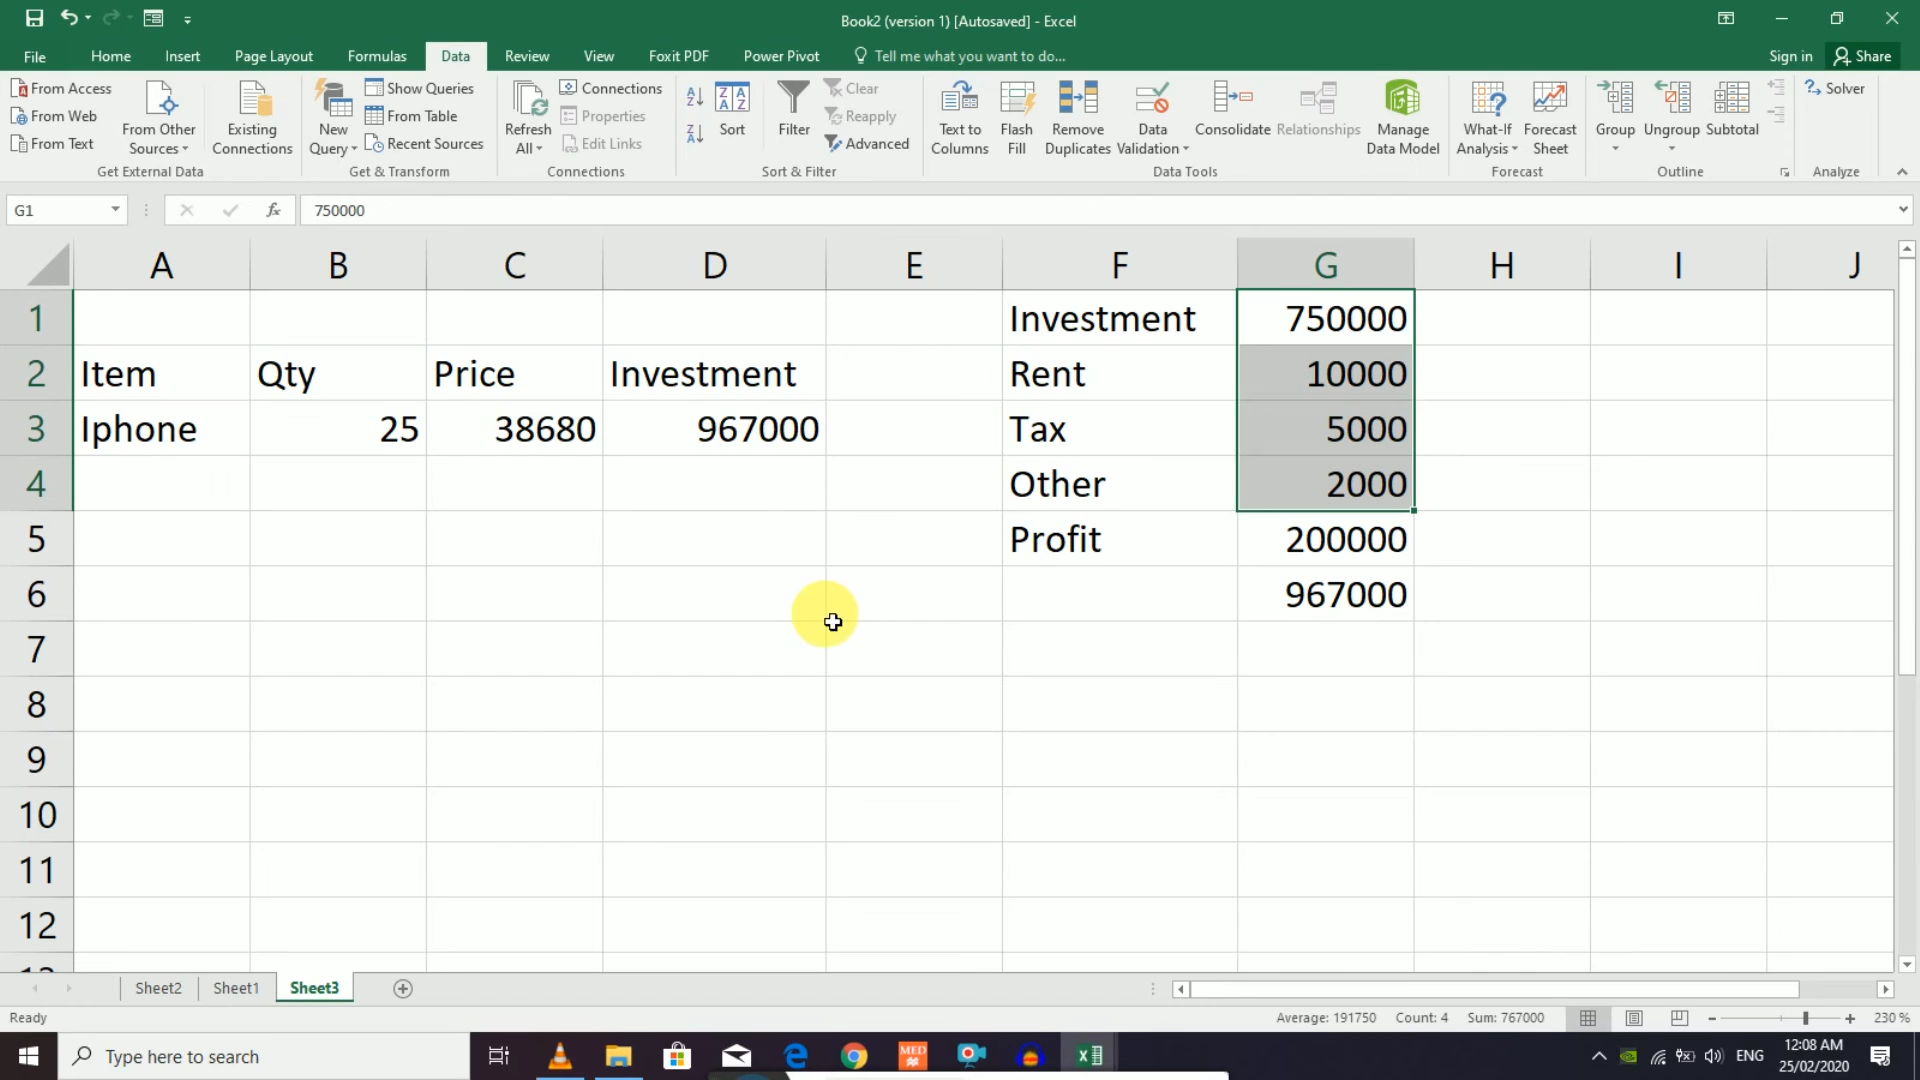 Book2 (version 1) [Autosaved] - Excel
File Home Insert Page Layout Formulas Data Review View Foxit PDF Power Pivot Tell me what you want to do... Sign in Share
From Access
From Web
From Text
From Other Sources
Existing Connections
Get External Data
New Query
Show Queries
From Table
Recent Sources
Get & Transform
Refresh All
Connections
Properties
Edit Links
Connections
Sort
Filter
Clear
Reapply
Advanced
Sort & Filter
Text to Columns
Flash Fill
Remove Duplicates
Data Validation
Consolidate
Relationships
Manage Data Model
Data Tools
What-If Analysis
Forecast Sheet
Forecast
Group
Ungroup
Subtotal
Outline
Solver
Analyze
G1 fx 750000
A B C D E F G H I J
1 Investment 750000
2 Item Qty Price Investment Rent 10000
3 Iphone 25 38680 967000 Tax 5000
4 Other 2000
5 Profit 200000
6 967000
7
8
9
10
11
12
Sheet2 Sheet1 Sheet3
Ready Average: 191750 Count: 4 Sum: 767000 230 %
Type here to search
MED
ENG
12:08 AM
25/02/2020